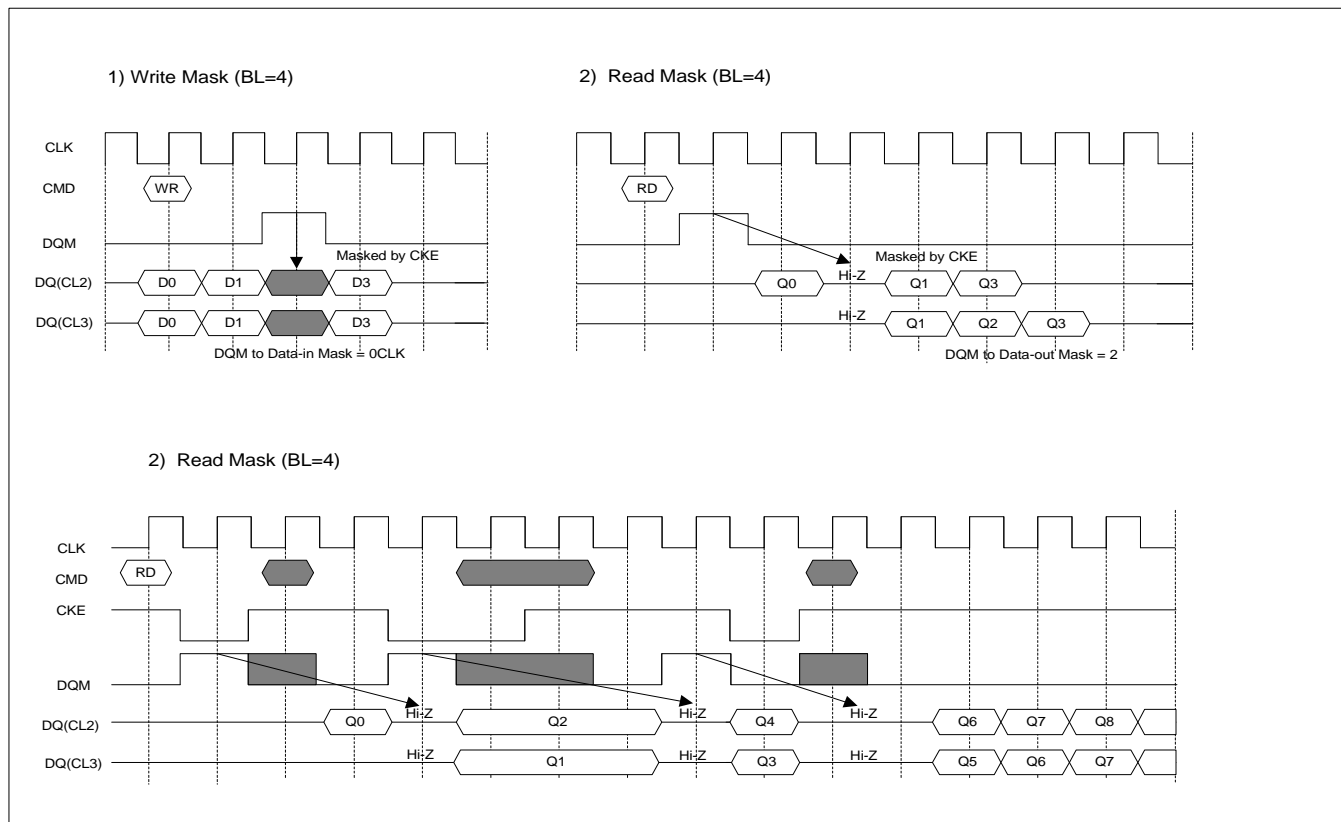 1) Write Mask (BL=4)
CLK
CMD
WR
DQM
Masked by CKE
DQ(CL2)
D0 D1 D3
DQ(CL3)
D0 D1 D3
DQM to Data-in Mask = 0CLK
2) Read Mask (BL=4)
RD
Masked by CKE
Hi-Z
Q0 Q1 Q3
Hi-Z
Q1 Q2 Q3
DQM to Data-out Mask = 2
2) Read Mask (BL=4)
CLK
CMD
RD
CKE
DQM
Hi-Z Hi-Z Hi-Z
DQ(CL2)
Q0 Q2 Q4 Q6 Q7 Q8
Hi-Z Hi-Z Hi-Z
DQ(CL3)
Q1 Q3 Q5 Q6 Q7